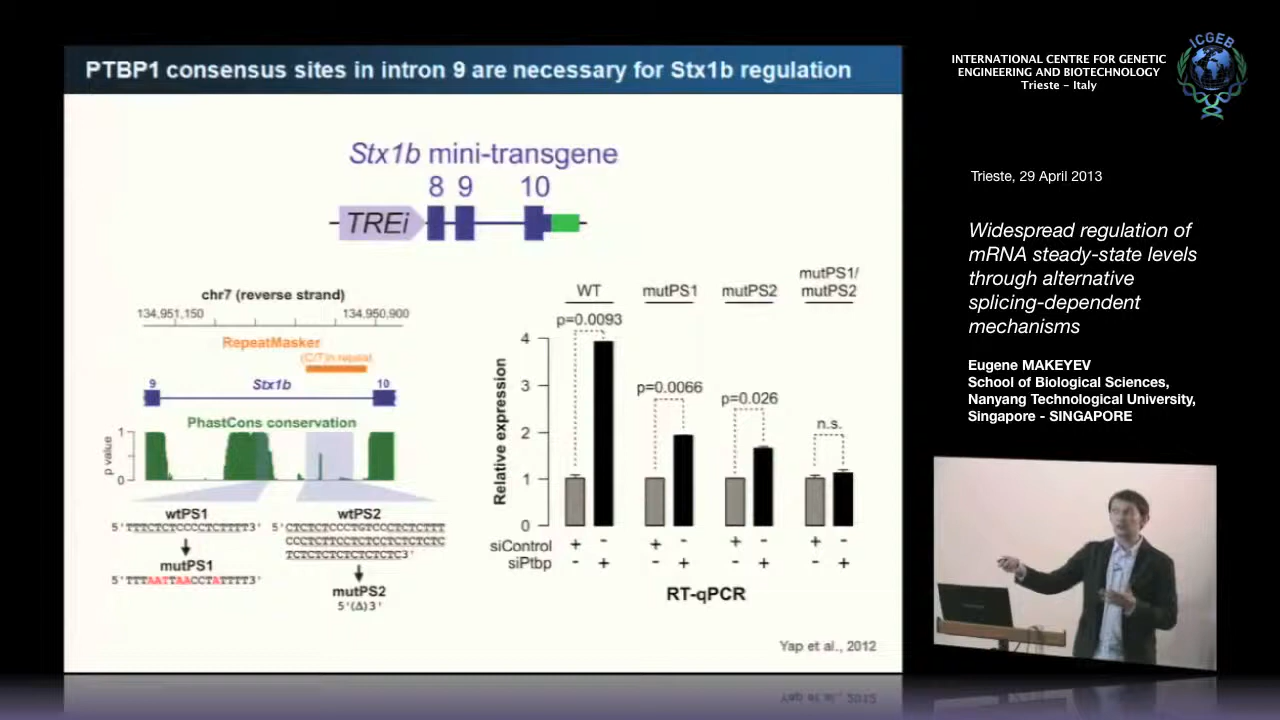 PTBP1 consensus sites in intron 9 are necessary for Stx1b regulation
Stx1b mini-transgene
8 9 10
TREi
chr7 (reverse strand)
134,951,150 134,950,900
RepeatMasker
(C/T)n repeat
9 Stx1b 10
PhastCons conservation
p value
1
0
wtPS1
5'TTTCTCTCCCCTCTTTT3'
mutPS1
5'TTTAATTAACCTATTTT3'
wtPS2
5'CTCTCTCCCTGTCCCTCTCTTT
CCCTCTTCCTCTCCTCTCTCTC
TCTCTCTCTCTCTCTC3'
mutPS2
5'(Δ)3'
Relative expression
4
3
2
1
0
WT mutPS1 mutPS2 mutPS1/
mutPS2
p=0.0093
p=0.0066
p=0.026
n.s.
siControl + - + - + - + -
siPtbp - + - + - + - +
RT-qPCR
Yap et al., 2012
INTERNATIONAL CENTRE FOR GENETIC
ENGINEERING AND BIOTECHNOLOGY
Trieste - Italy
ICGEB
Trieste, 29 April 2013
Widespread regulation of
mRNA steady-state levels
through alternative
splicing-dependent
mechanisms
Eugene MAKEYEV
School of Biological Sciences,
Nanyang Technological University,
Singapore - SINGAPORE